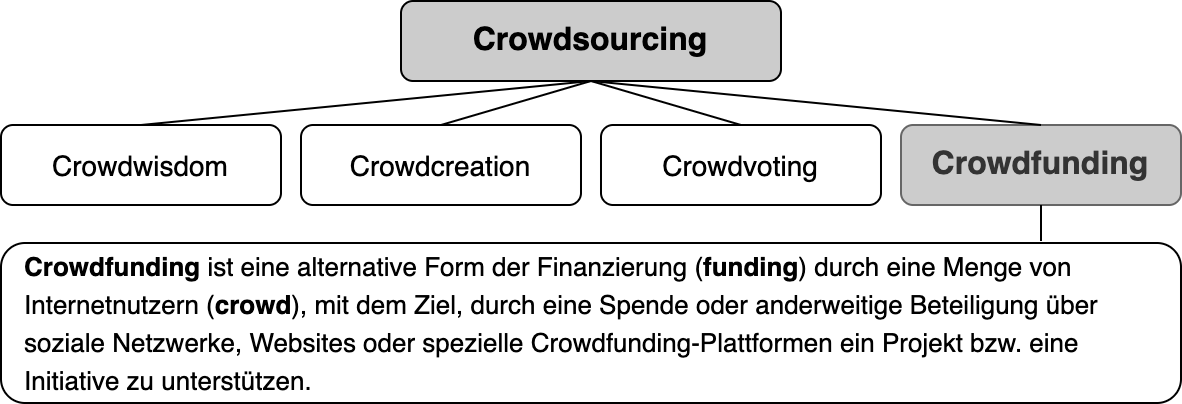 Crowdsourcing
Crowdwisdom
Crowdcreation
Crowdvoting
Crowdfunding
Crowdfunding ist eine alternative Form der Finanzierung (funding) durch eine Menge von
Internetnutzern (crowd), mit dem Ziel, durch eine Spende oder anderweitige Beteiligung über
soziale Netzwerke, Websites oder spezielle Crowdfunding-Plattformen ein Projekt bzw. eine
Initiative zu unterstützen.